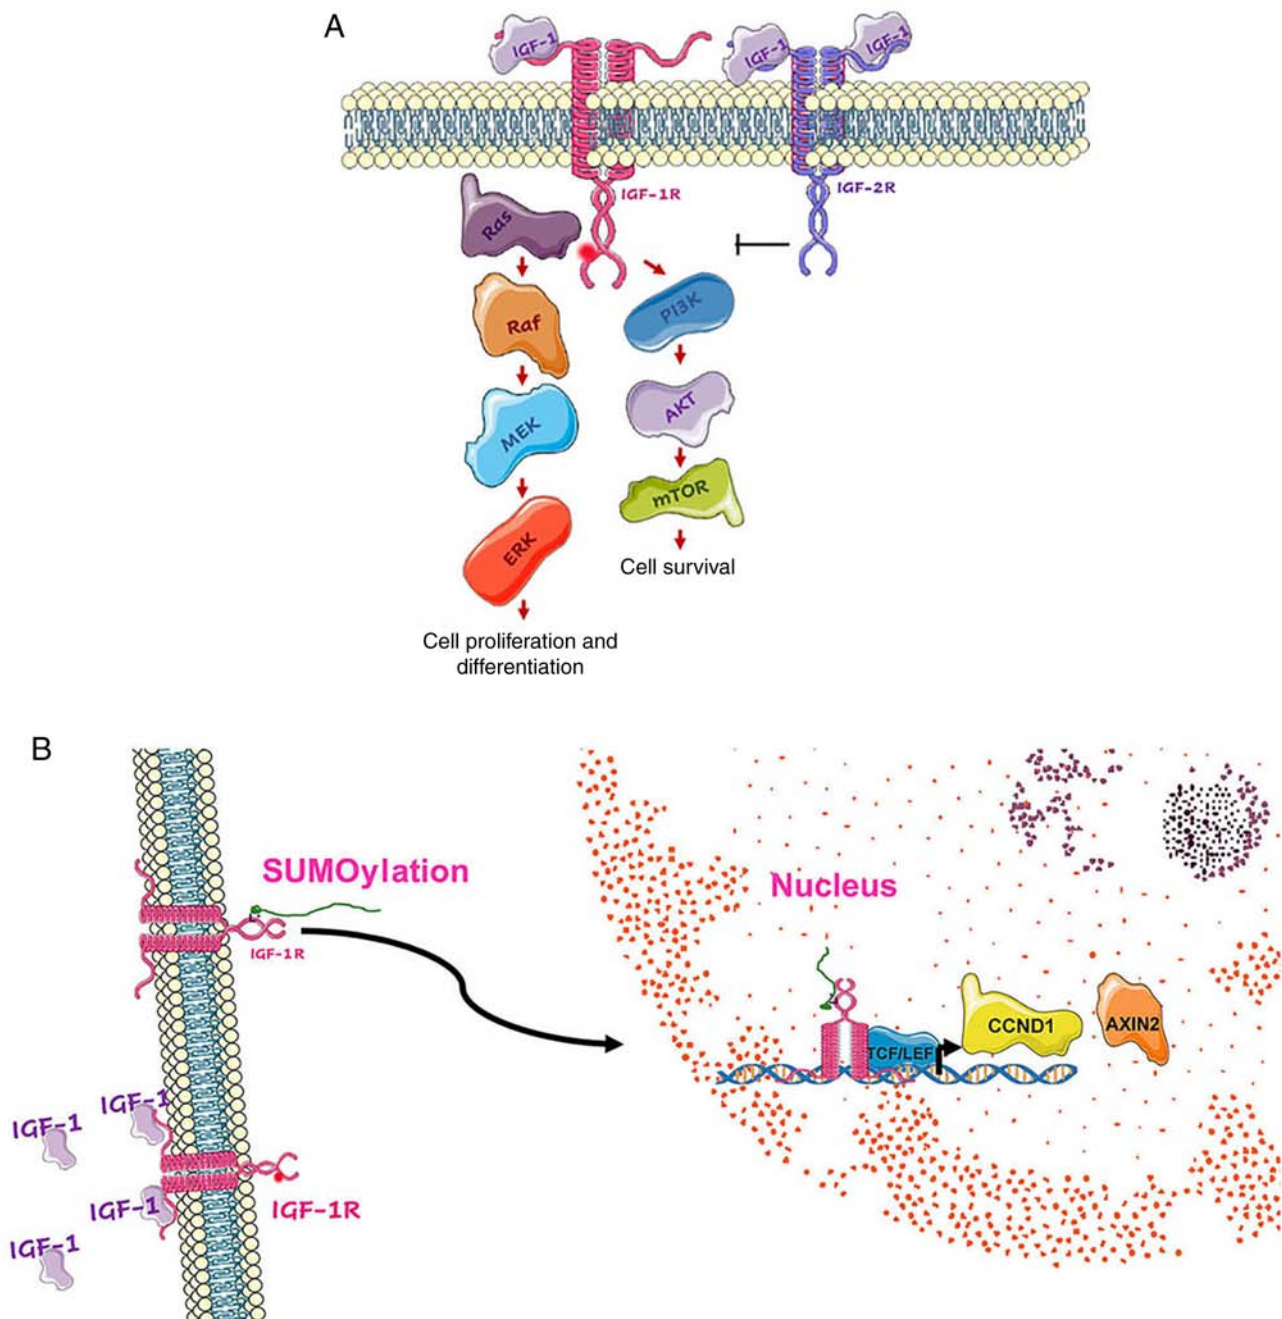 A
IGF-1
IGF-1
IGF-1
IGF-1R
IGF-2R
Ras
Raf
PI3K
MEK
AKT
mTOR
ERK
Cell survival
Cell proliferation and
differentiation
B
SUMOylation
IGF-1R
Nucleus
TCF/LEF
CCND1
AXIN2
IGF-1
IGF-1
IGF-1
IGF-1R
IGF-1